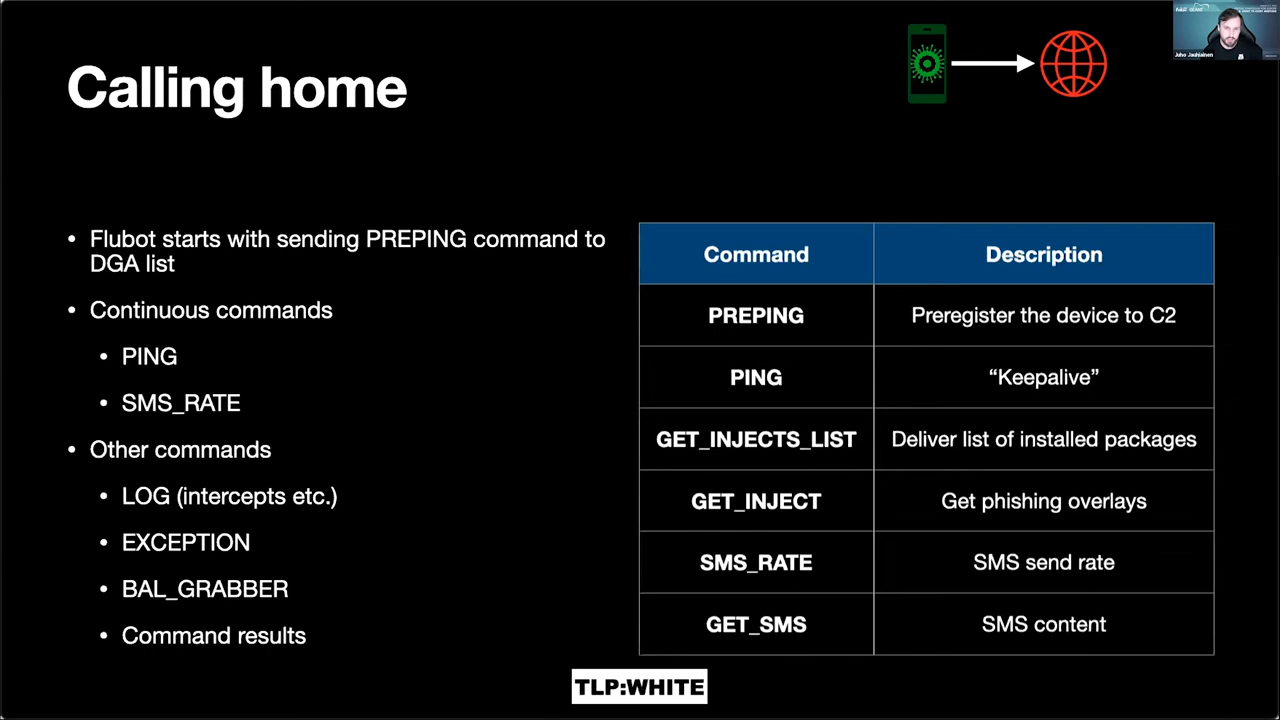 Calling home
Juho Jauhiainen
• Flubot starts with sending PREPING command to
DGA list
• Continuous commands
• PING
• SMS_RATE
• Other commands
• LOG (intercepts etc.)
• EXCEPTION
• BAL_GRABBER
• Command results
Command Description
PREPING Preregister the device to C2
PING “Keepalive”
GET_INJECTS_LIST Deliver list of installed packages
GET_INJECT Get phishing overlays
SMS_RATE SMS send rate
GET_SMS SMS content
TLP:WHITE